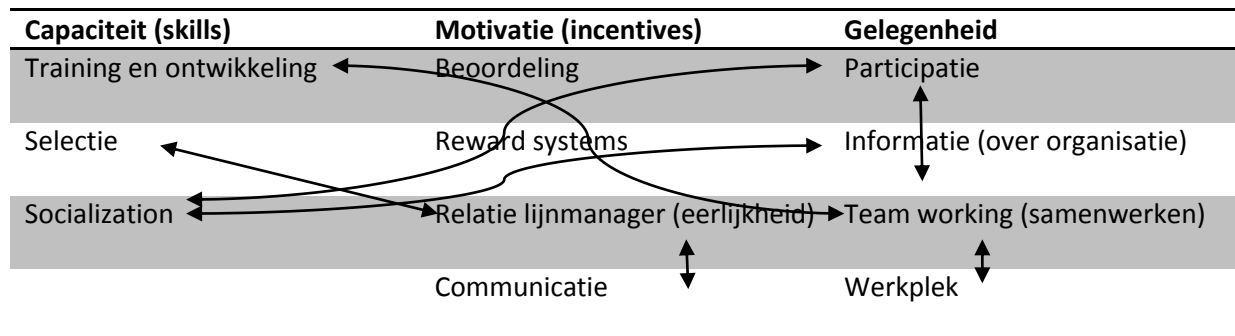 Capaciteit (skills) Motivatie (incentives) Gelegenheid
Training en ontwikkeling Beoordeling Participatie
Selectie Reward systems Informatie (over organisatie)
Socialization Relatie lijnmanager (eerlijkheid) Team working (samenwerken)
Communicatie Werkplek